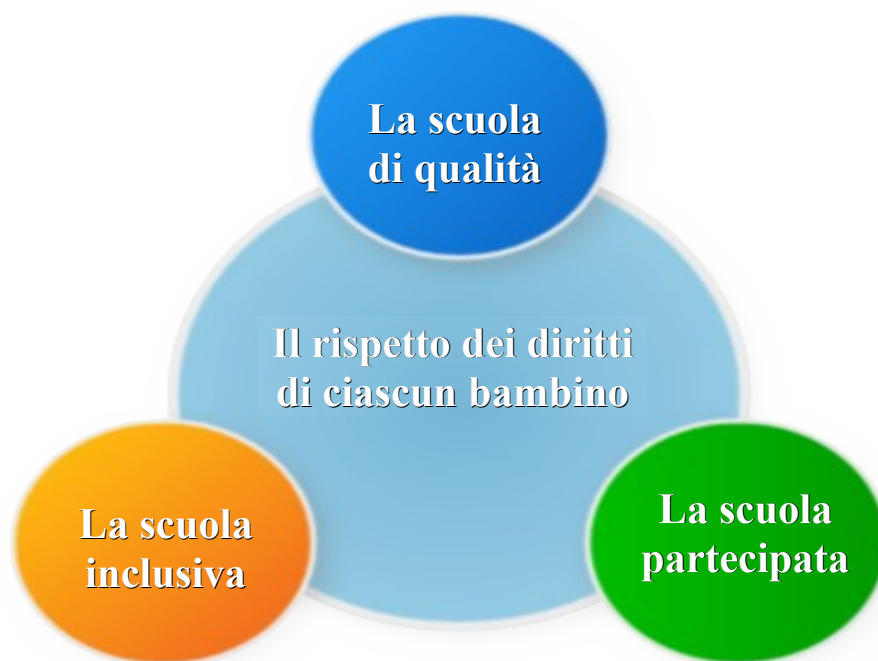 La scuola
di qualità
Il rispetto dei diritti
di ciascun bambino
La scuola
inclusiva
La scuola
partecipata